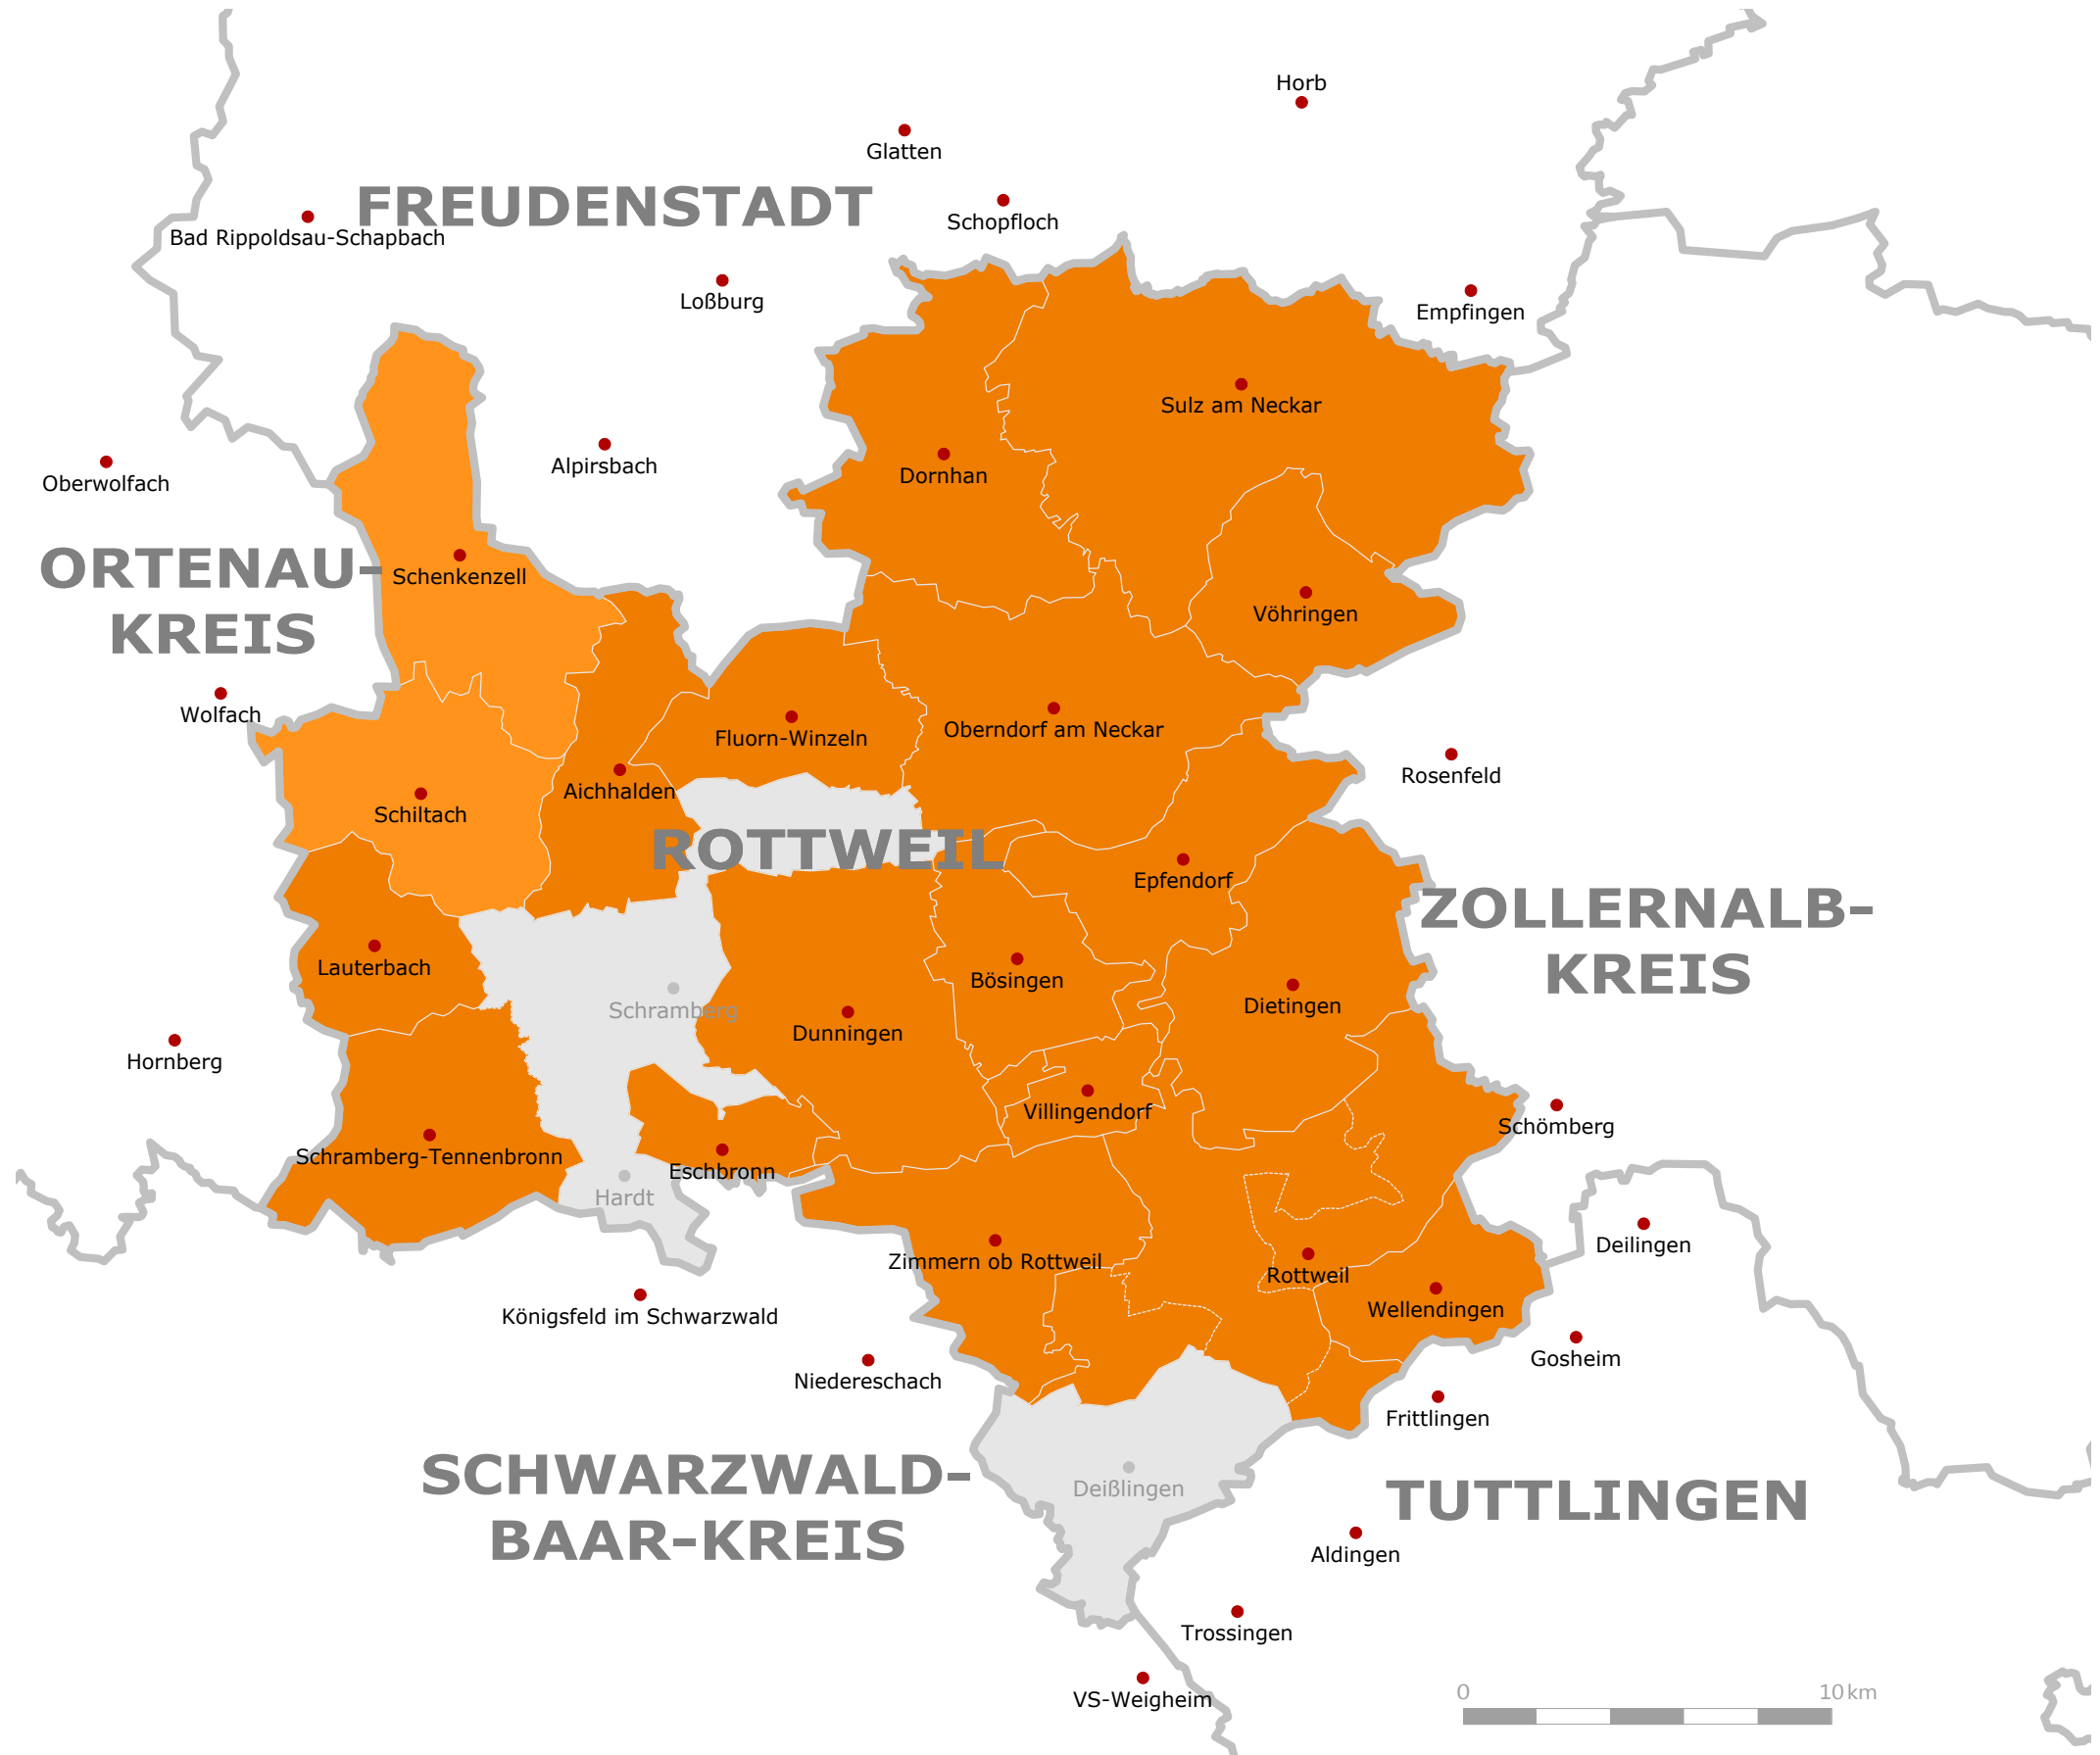 Horb
Glatten
FREUDENSTADT
Schopfloch
Bad Rippoldsau-Schapbach
Loßburg
Empfingen
Sulz am Neckar
Alpirsbach
Dornhan
Oberwolfach
ORTENAU-
KREIS
Schenkenzell
Vöhringen
Wolfach
Fluorn-Winzeln
Oberndorf am Neckar
Rosenfeld
Aichhalden
Schiltach
ROTTWEIL
Epfendorf
ZOLLERNALB-
KREIS
Lauterbach
Bösingen
Dietingen
Schramberg
Dunningen
Hornberg
Villingendorf
Schömberg
Schramberg-Tennenbronn
Eschbronn
Hardt
Deilingen
Zimmern ob Rottweil
Rottweil
Wellendingen
Königsfeld im Schwarzwald
Gosheim
Niedereschach
Frittlingen
SCHWARZWALD-
BAAR-KREIS
Deißlingen
TUTTLINGEN
Aldingen
Trossingen
VS-Weigheim
0
10 km